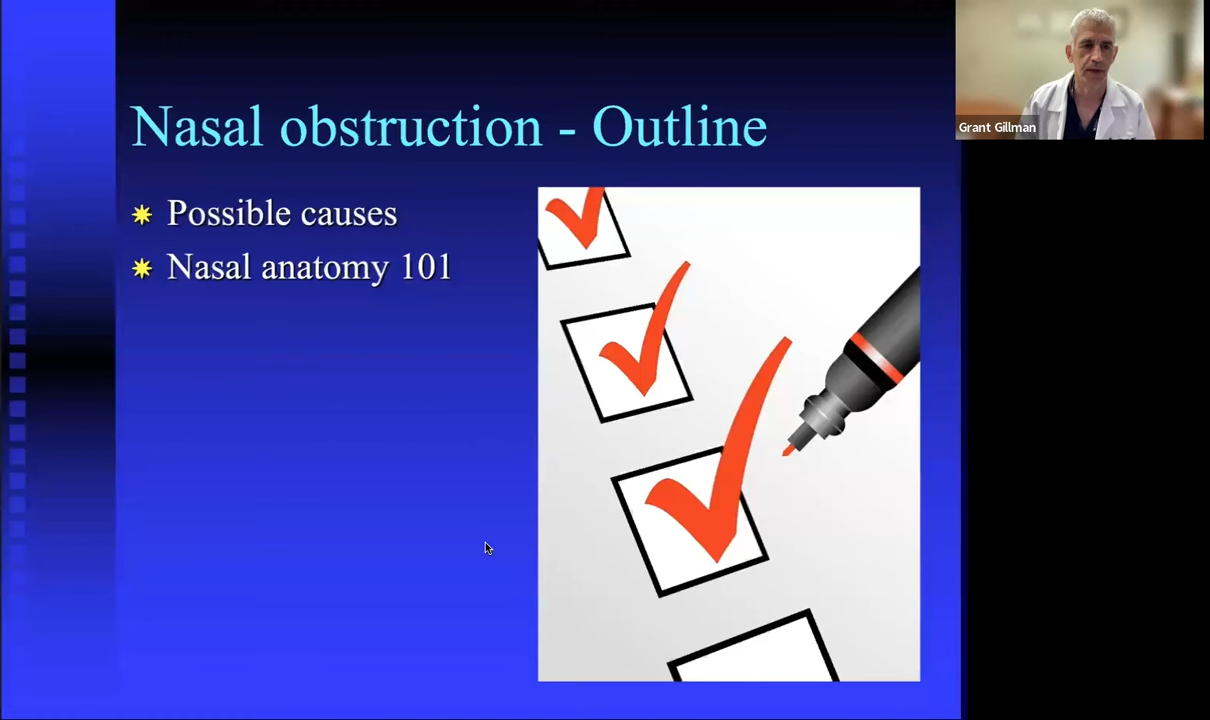 Nasal obstruction - Outline
Possible causes
Nasal anatomy 101
Grant Gillman